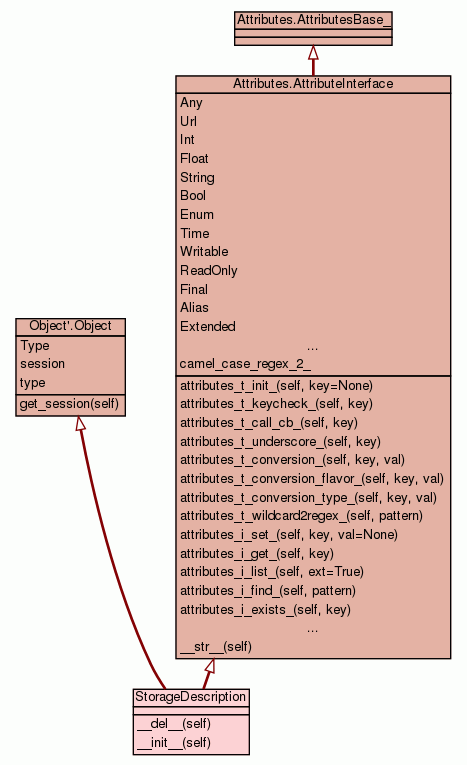 Attributes.AttributesBase_
Attributes.AttributeInterface
Any
Url
Int
Float
String
Bool
Enum
Time
Writable
ReadOnly
Final
Alias
Extended
...
camel_case_regex_2_
attributes_t_init_(self, key=None)
attributes_t_keycheck_(self, key)
attributes_t_call_cb_(self, key)
attributes_t_underscore_(self, key)
attributes_t_conversion_(self, key, val)
attributes_t_conversion_flavor_(self, key, val)
attributes_t_conversion_type_(self, key, val)
attributes_t_wildcard2regex_(self, pattern)
attributes_i_set_(self, key, val=None)
attributes_i_get_(self, key)
attributes_i_list_(self, ext=True)
attributes_i_find_(self, pattern)
attributes_i_exists_(self, key)
...
__str__(self)
Object'.Object
Type
session
type
get_session(self)
StorageDescription
__del__(self)
__init__(self)